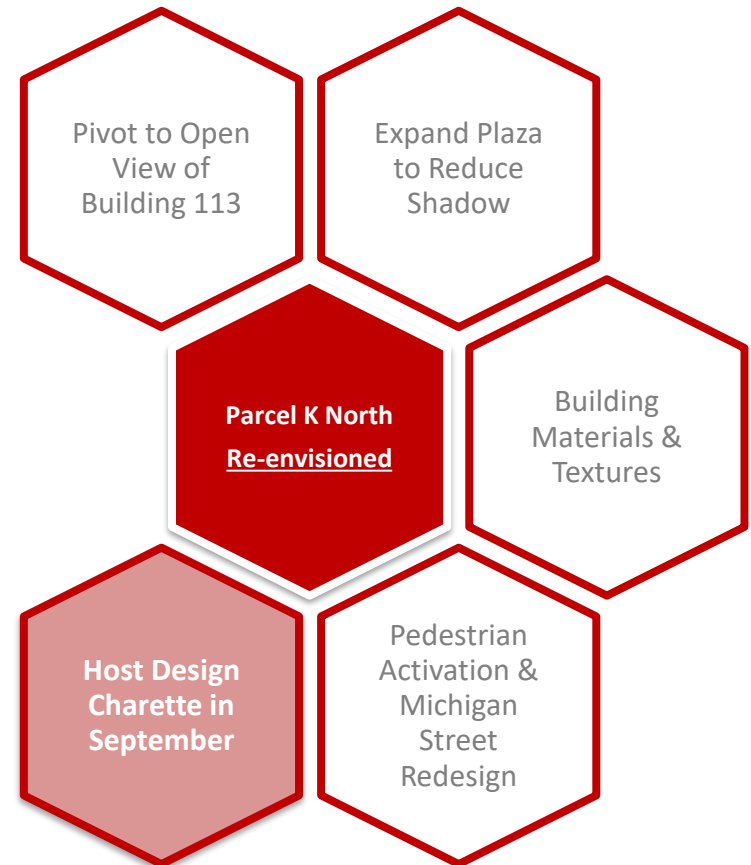 Pivot to Open
View of
Building 113
Expand Plaza
to Reduce
Shadow
Parcel K North
Re-envisioned
Building
Materials &
Textures
Host Design
Charette in
September
Pedestrian
Activation &
Michigan
Street
Redesign